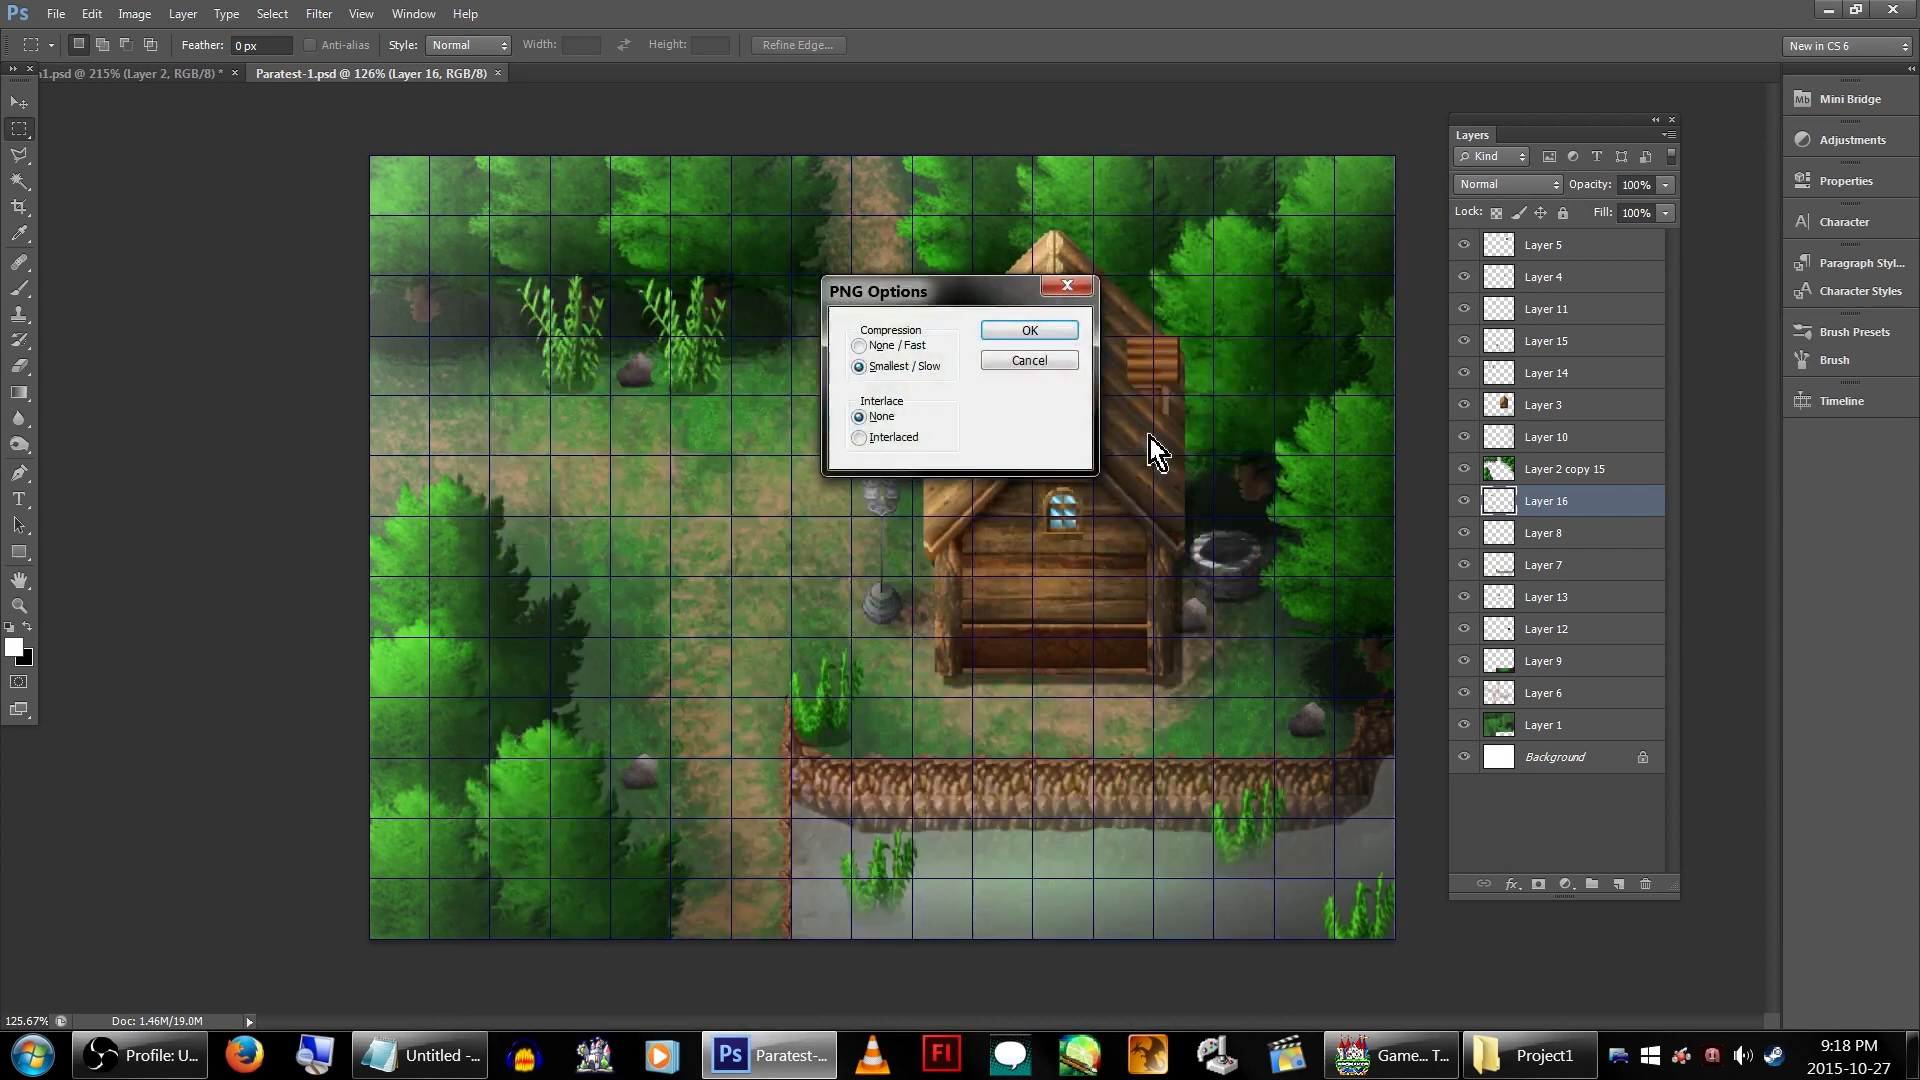 Ps File Edit Image Layer Type Select Filter View Window Help
Feather: 0 px Anti-alias Style: Normal Width: Height: Refine Edge... New in CS 6
1.psd @ 215% (Layer 2, RGB/8) * × Paratest-1.psd @ 126% (Layer 16, RGB/8) ×
Mb Mini Bridge
Adjustments
Properties
Character
Paragraph Styl...
Character Styles
Brush Presets
Brush
Timeline
Layers
Kind
Normal Opacity: 100%
Lock: Fill: 100%
Layer 5
Layer 4
Layer 11
Layer 15
Layer 14
Layer 3
Layer 10
Layer 2 copy 15
Layer 16
Layer 8
Layer 7
Layer 13
Layer 12
Layer 9
Layer 6
Layer 1
Background
fx
PNG Options
Compression
None / Fast
Smallest / Slow
Interlace
None
Interlaced
OK
Cancel
125.67% Doc: 1.46M/19.0M
Profile: U... Untitled -... Ps Paratest-... Fl Game... T... Project1
9:18 PM
2015-10-27